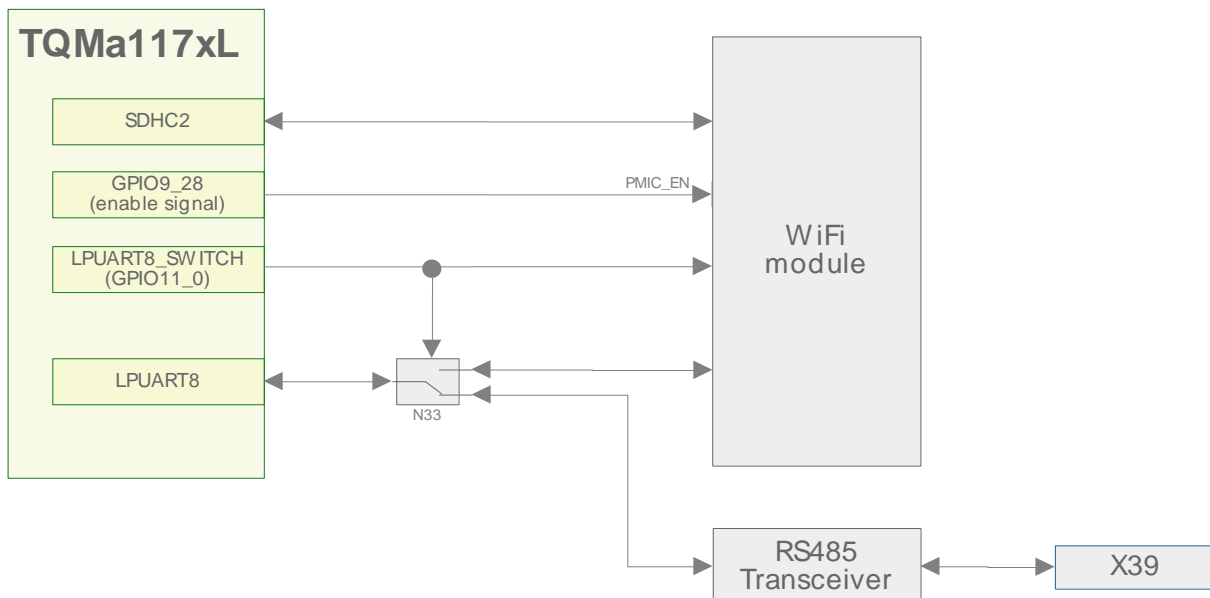 TQMa117xL
SDHC2
GPIO9_28
(enable signal)
PMIC_EN
LPUART8_SWITCH
(GPIO11_0)
WiFi
module
LPUART8
N33
RS485
Transceiver
X39